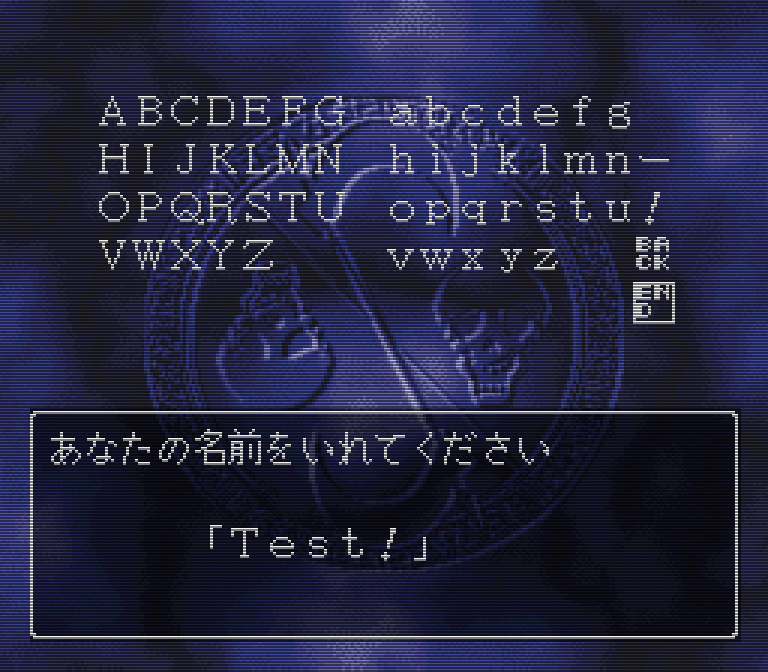 ABCDEFG abcdefg
HIJKLMN hijklmn—
OPQRSTU opqrstu!
VWXYZ vwxyz BACK
END
あなたの名前をいれてください
「Test!」